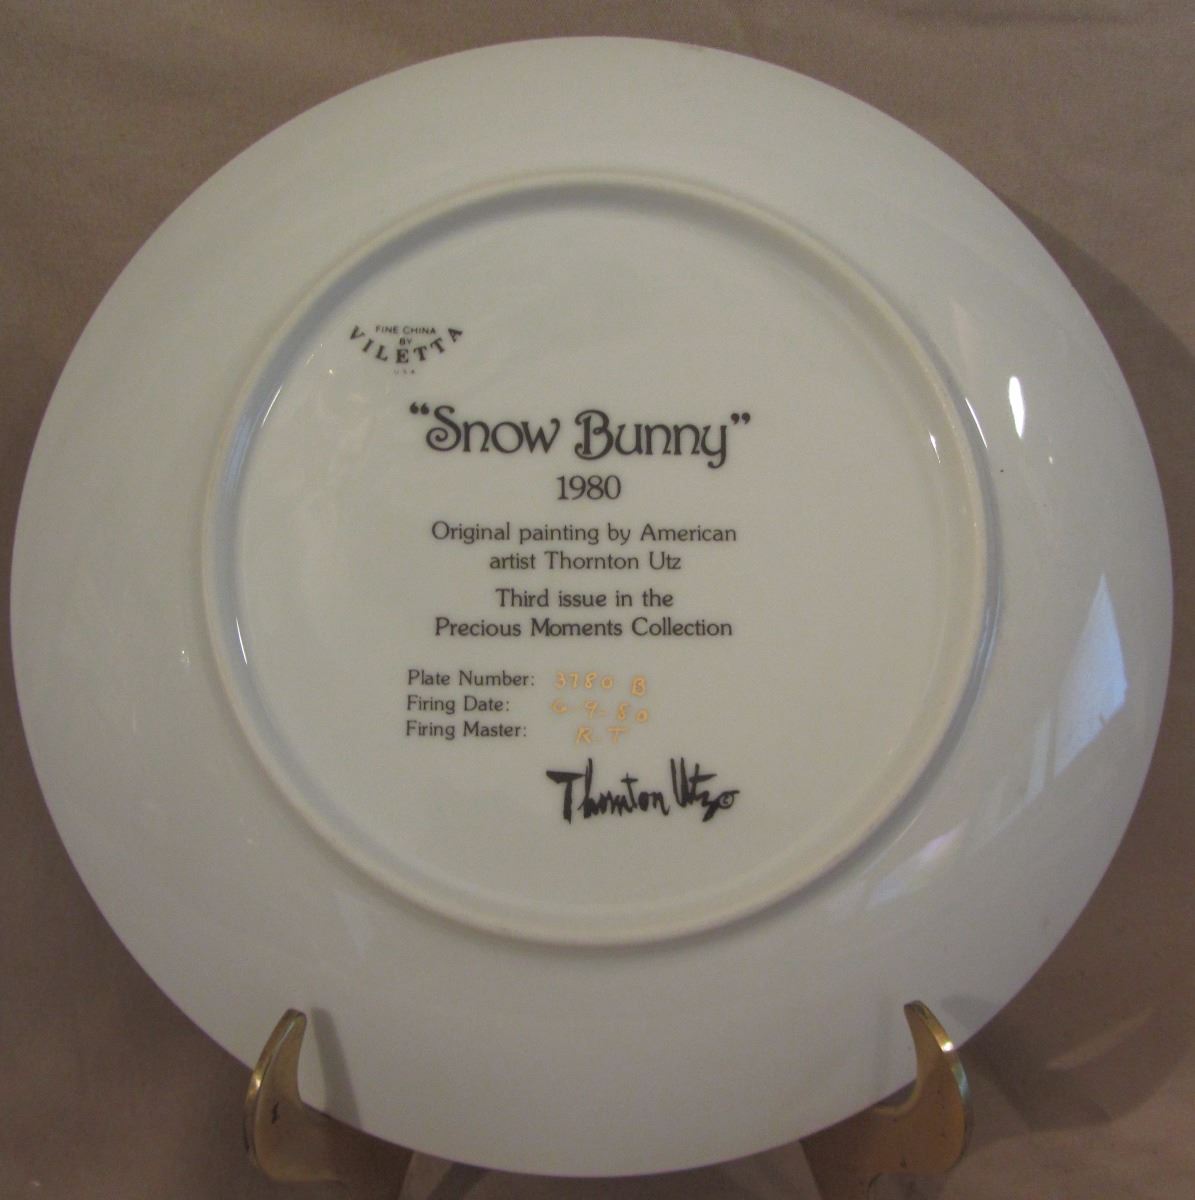 FINE CHINA
BY
VILETTA
USA
“Snow Bunny”
1980
Original painting by American
artist Thornton Utz
Third issue in the
Precious Moments Collection
Plate Number: 3780 B
Firing Date: 6-9-80
Firing Master: R.T
Thornton Utz ©